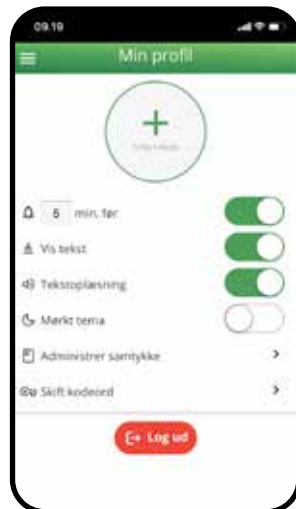 09.19
Min profil
5 min. før
Vis tekst
Tekstoplæsning
Mørkt tema
Administrer samtykke
Skift kodeord
Log ud